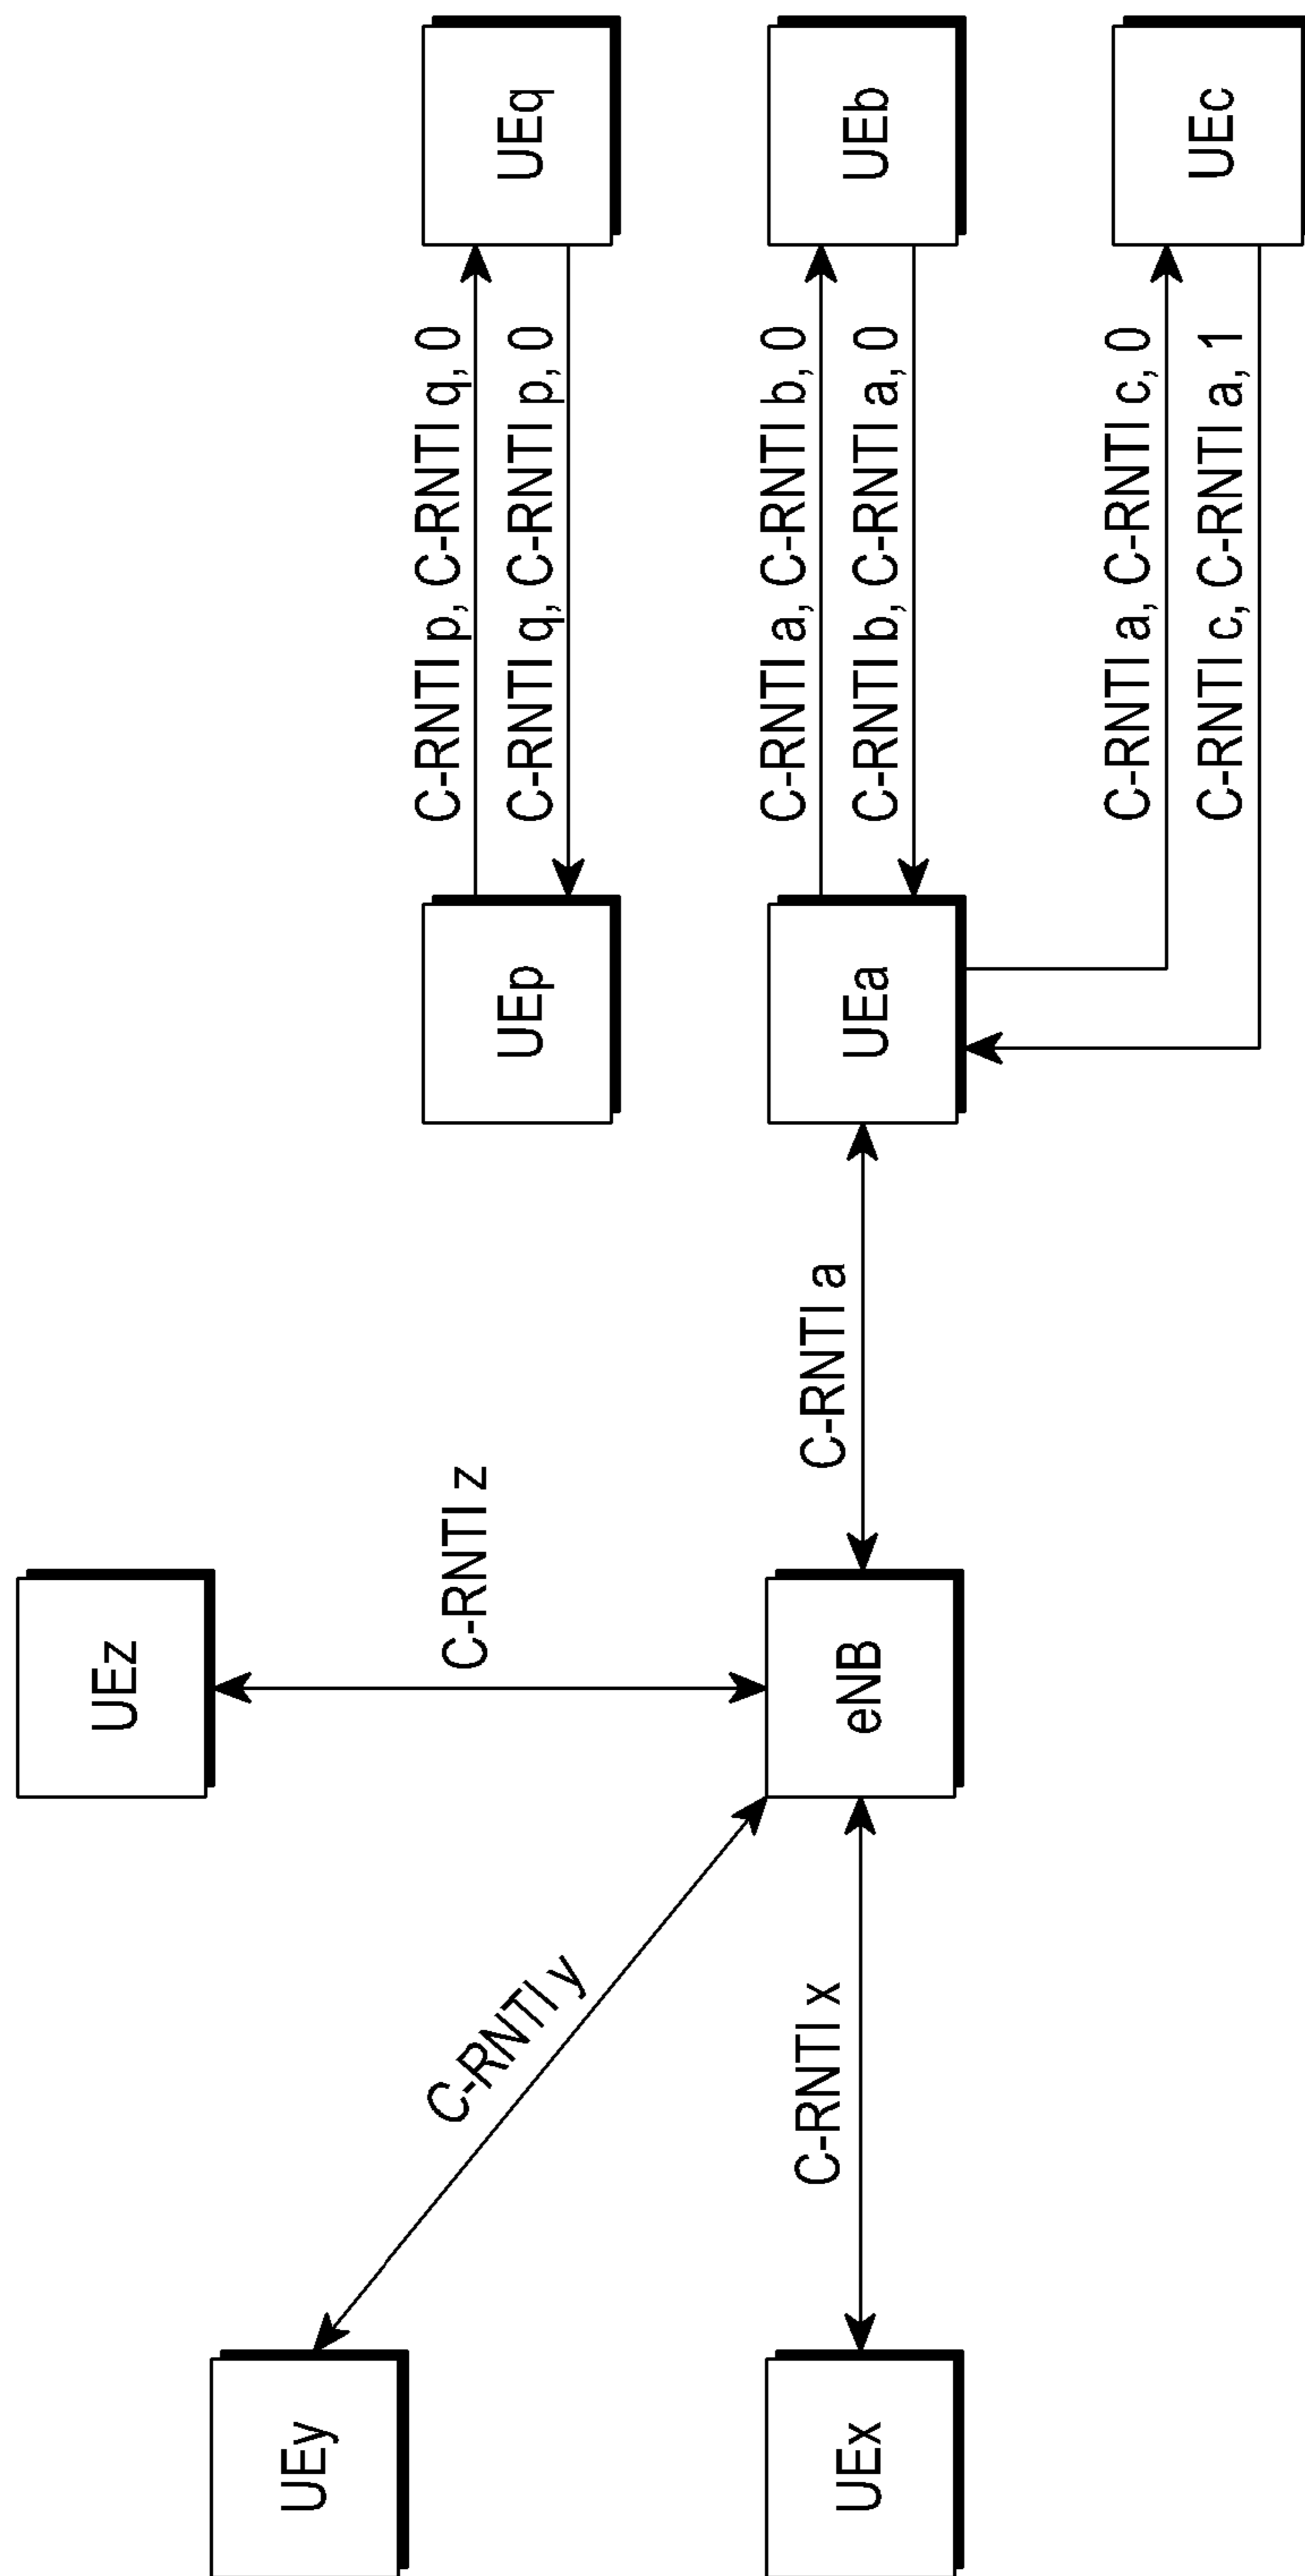 UEz
UEy
C-RNTI y
C-RNTI z
UEp
C-RNTI p, C-RNTI q, 0
C-RNTI q, C-RNTI p, 0
UEq
UEx
C-RNTI x
eNB
C-RNTI a
UEa
C-RNTI a, C-RNTI b, 0
C-RNTI b, C-RNTI a, 0
UEb
C-RNTI a, C-RNTI c, 0
C-RNTI c, C-RNTI a, 1
UEc